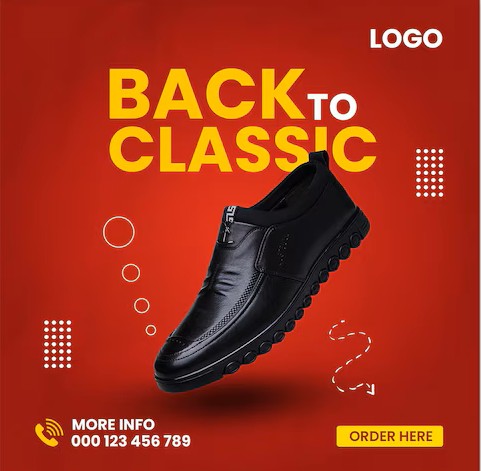 LOGO
BACK TO
CLASSIC
MORE INFO
000 123 456 789
ORDER HERE